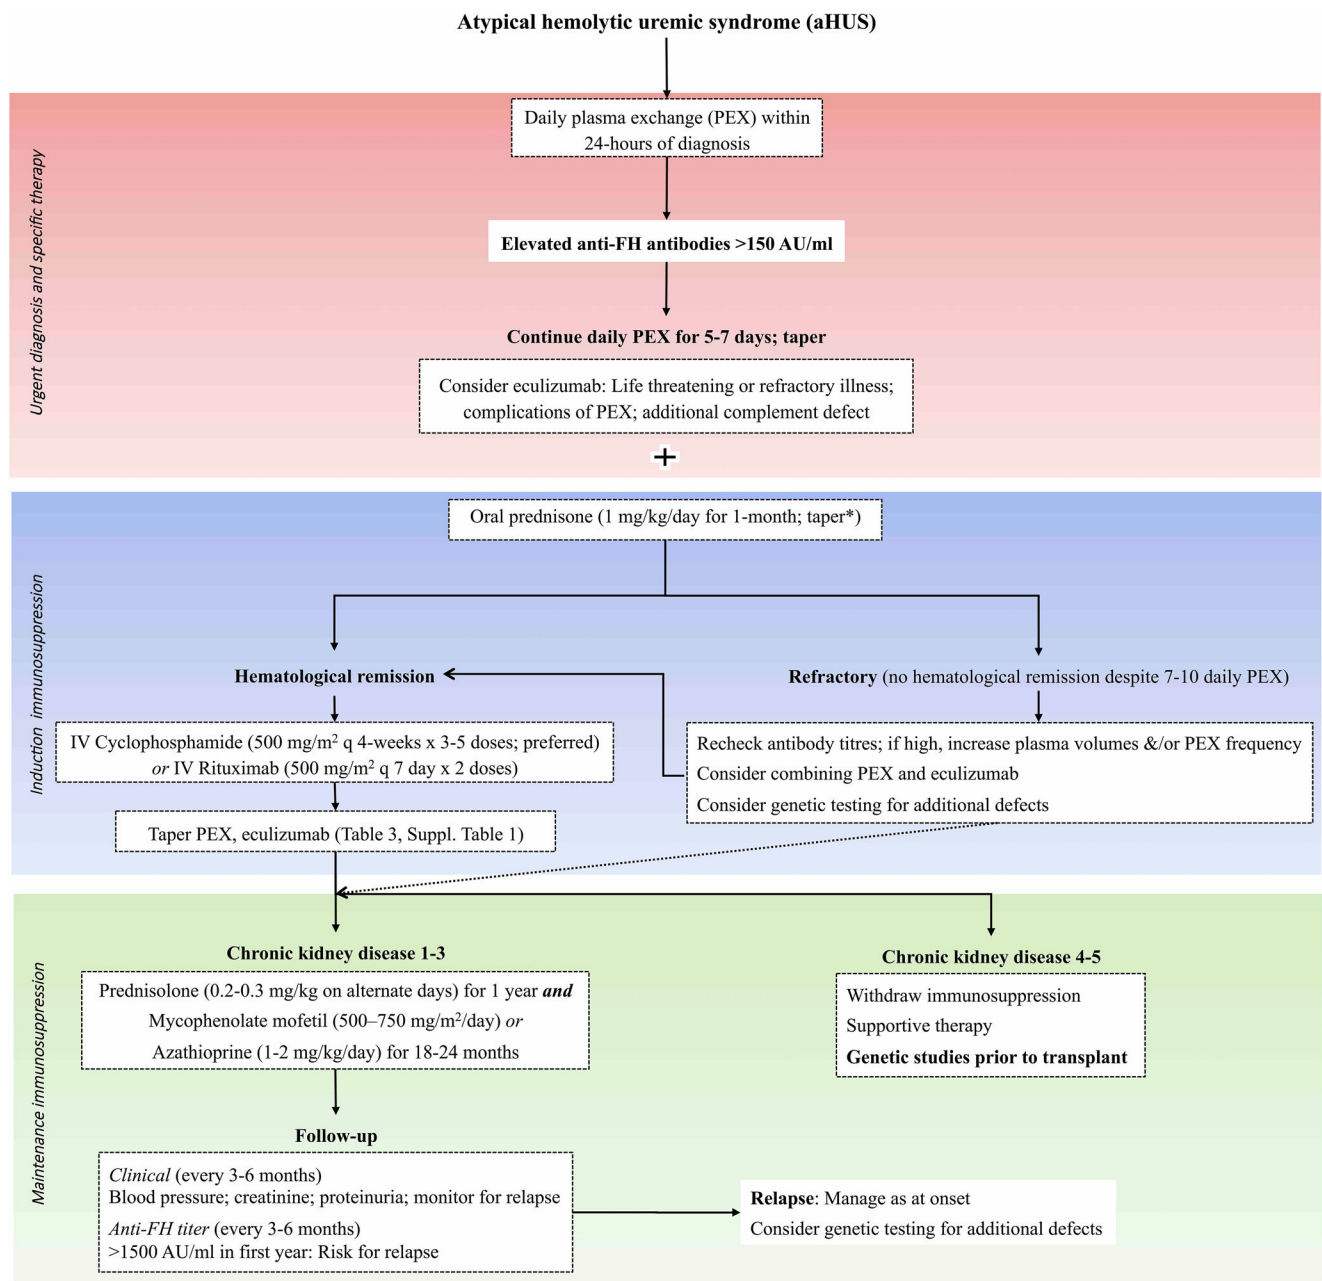 Atypical hemolytic uremic syndrome (aHUS)
Urgent diagnosis and specific therapy
Daily plasma exchange (PEX) within
24-hours of diagnosis
Elevated anti-FH antibodies >150 AU/ml
Continue daily PEX for 5-7 days; taper
Consider eculizumab: Life threatening or refractory illness;
complications of PEX; additional complement defect
+
Induction immunosuppression
Oral prednisone (1 mg/kg/day for 1-month; taper*)
Hematological remission
IV Cyclophosphamide (500 mg/m² q 4-weeks x 3-5 doses; preferred)
or IV Rituximab (500 mg/m² q 7 day x 2 doses)
Taper PEX, eculizumab (Table 3, Suppl. Table 1)
Refractory (no hematological remission despite 7-10 daily PEX)
Recheck antibody titres; if high, increase plasma volumes &/or PEX frequency
Consider combining PEX and eculizumab
Consider genetic testing for additional defects
Maintenance immunosuppression
Chronic kidney disease 1-3
Prednisolone (0.2-0.3 mg/kg on alternate days) for 1 year and
Mycophenolate mofetil (500–750 mg/m²/day) or
Azathioprine (1-2 mg/kg/day) for 18-24 months
Chronic kidney disease 4-5
Withdraw immunosuppression
Supportive therapy
Genetic studies prior to transplant
Follow-up
Clinical (every 3-6 months)
Blood pressure; creatinine; proteinuria; monitor for relapse
Anti-FH titer (every 3-6 months)
>1500 AU/ml in first year: Risk for relapse
Relapse: Manage as at onset
Consider genetic testing for additional defects